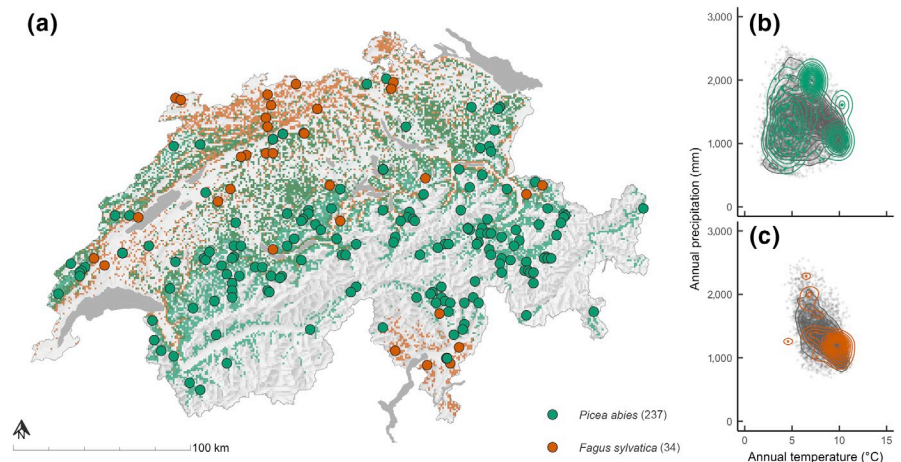 (a)
Picea abies (237)
Fagus sylvatica (34)
N
100 km
(b)
3,000
2,000
1,000
0
Annual precipitation (mm)
(c)
3,000
2,000
1,000
0
0 5 10 15
Annual temperature (°C)